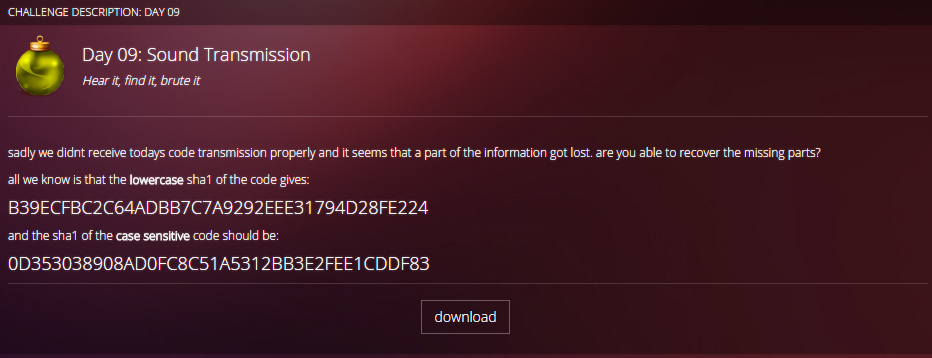 CHALLENGE DESCRIPTION: DAY 09
Day 09: Sound Transmission
Hear it, find it, brute it
sadly we didnt receive todays code transmission properly and it seems that a part of the information got lost. are you able to recover the missing parts?
all we know is that the lowercase sha1 of the code gives:
B39ECFBC2C64ADBB7C7A9292EEE31794D28FE224
and the sha1 of the case sensitive code should be:
0D353038908AD0FC8C51A5312BB3E2FEE1CDDF83
download